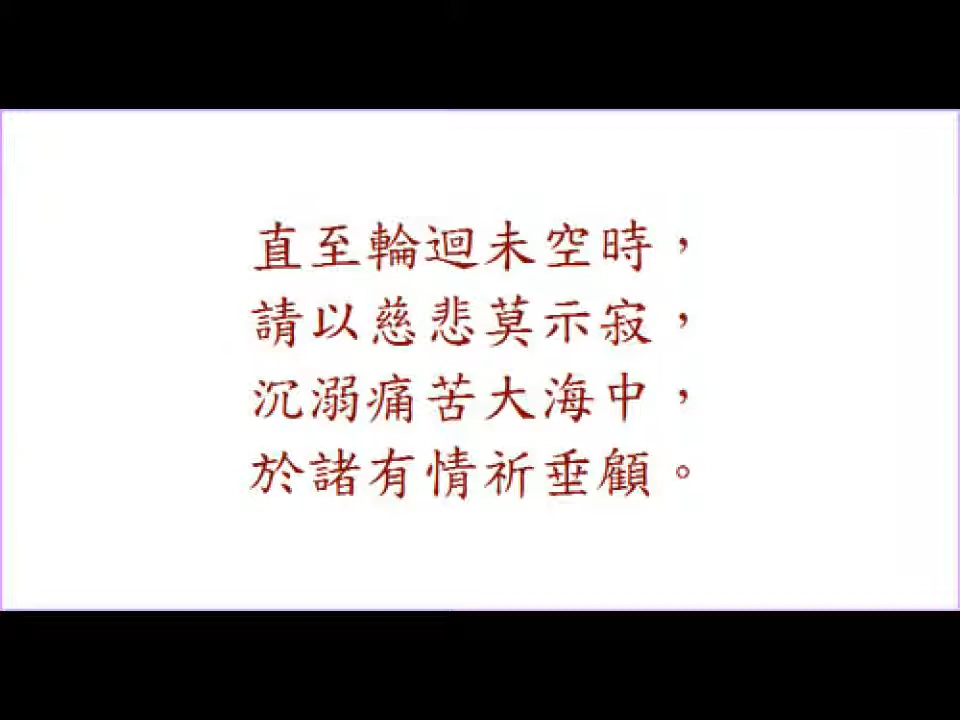 直至輪迴未空時，
請以慈悲莫示寂，
沉溺痛苦大海中，
於諸有情祈垂顧。